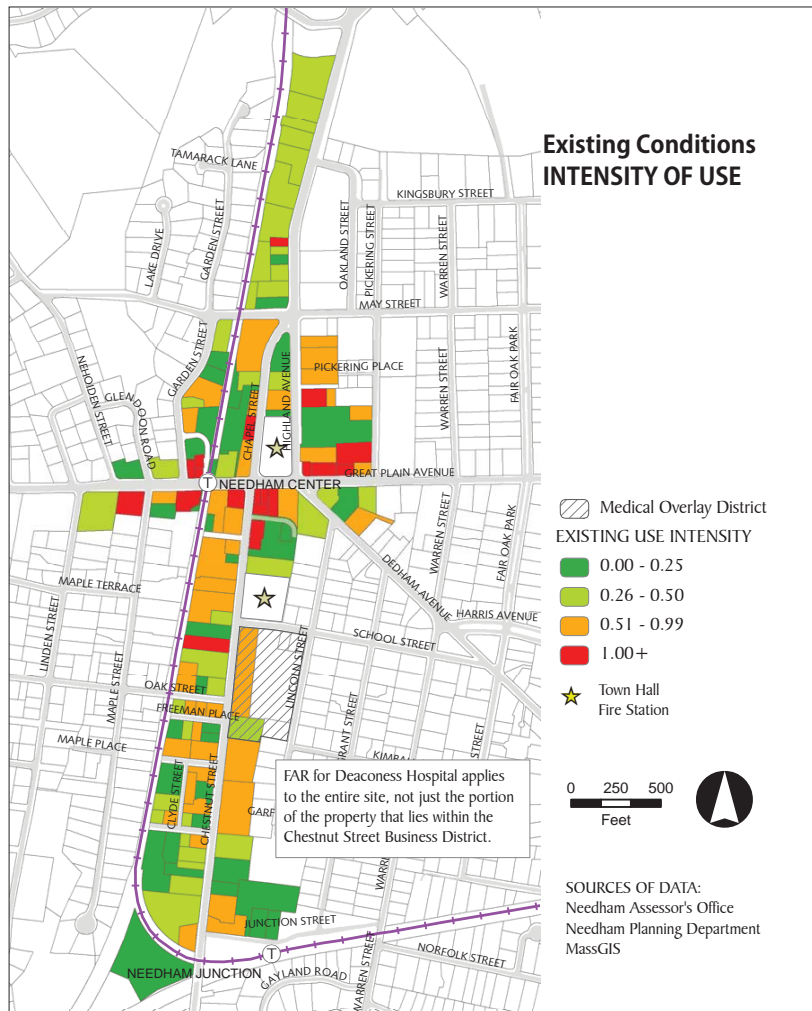 Existing Conditions
INTENSITY OF USE
TAMARACK LANE
KINGSBURY STREET
LAKE DRIVE
GARDEN STREET
OAKLAND STREET
PICKERING STREET
WARREN STREET
MAY STREET
NEHOIDEN STREET
GARDEN STREET
GLENDOON ROAD
CHAPEL STREET
HIGHLAND AVENUE
PICKERING PLACE
WARREN STREET
FAIR OAK PARK
GREAT PLAIN AVENUE
T NEEDHAM CENTER
Medical Overlay District
EXISTING USE INTENSITY
0.00 - 0.25
0.26 - 0.50
0.51 - 0.99
1.00+
Town Hall
Fire Station
WARREN STREET
FAIR OAK PARK
DEDHAM AVENUE
HARRIS AVENUE
MAPLE TERRACE
LINDEN STREET
SCHOOL STREET
LINCOLN STREET
MAPLE STREET
OAK STREET
FREEMAN PLACE
GRANT STREET
STREET
MAPLE PLACE
CLYDE STREET
CHESTNUT STREET
FAR for Deaconess Hospital applies
to the entire site, not just the portion
of the property that lies within the
Chestnut Street Business District.
0 250 500
Feet
JUNCTION STREET
T
NEEDHAM JUNCTION
GAYLAND ROAD
WARREN STREET
NORFOLK STREET
SOURCES OF DATA:
Needham Assessor's Office
Needham Planning Department
MassGIS